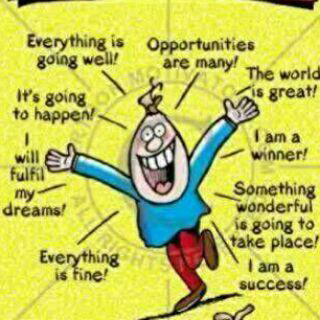 Everything is
going well!
Opportunities
are many!
The world
is great!
It's going
to happen!
I am a
winner!
I
will
fulfil
my
dreams!
Something
wonderful
is going to
take place!
Everything
is fine!
I am a
success!